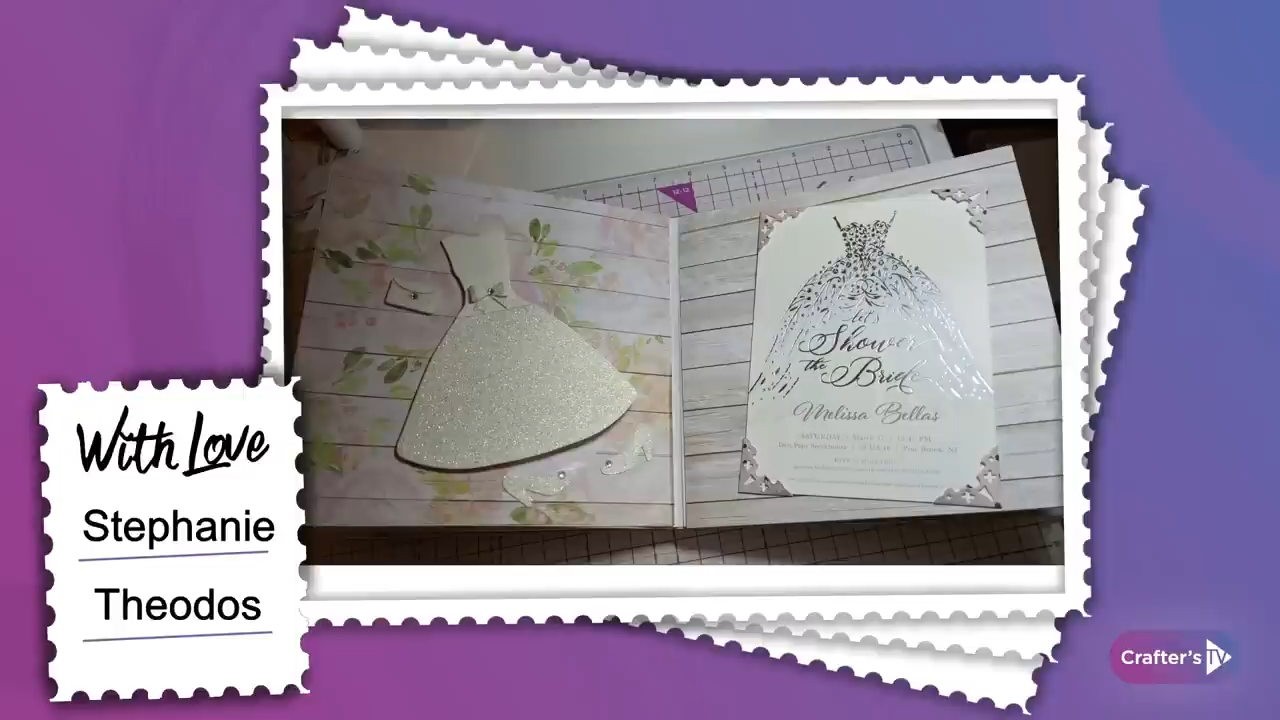 let's
Shower
the Bride
Melissa Bellas
With Love
Stephanie
Theodos
Crafter's TV